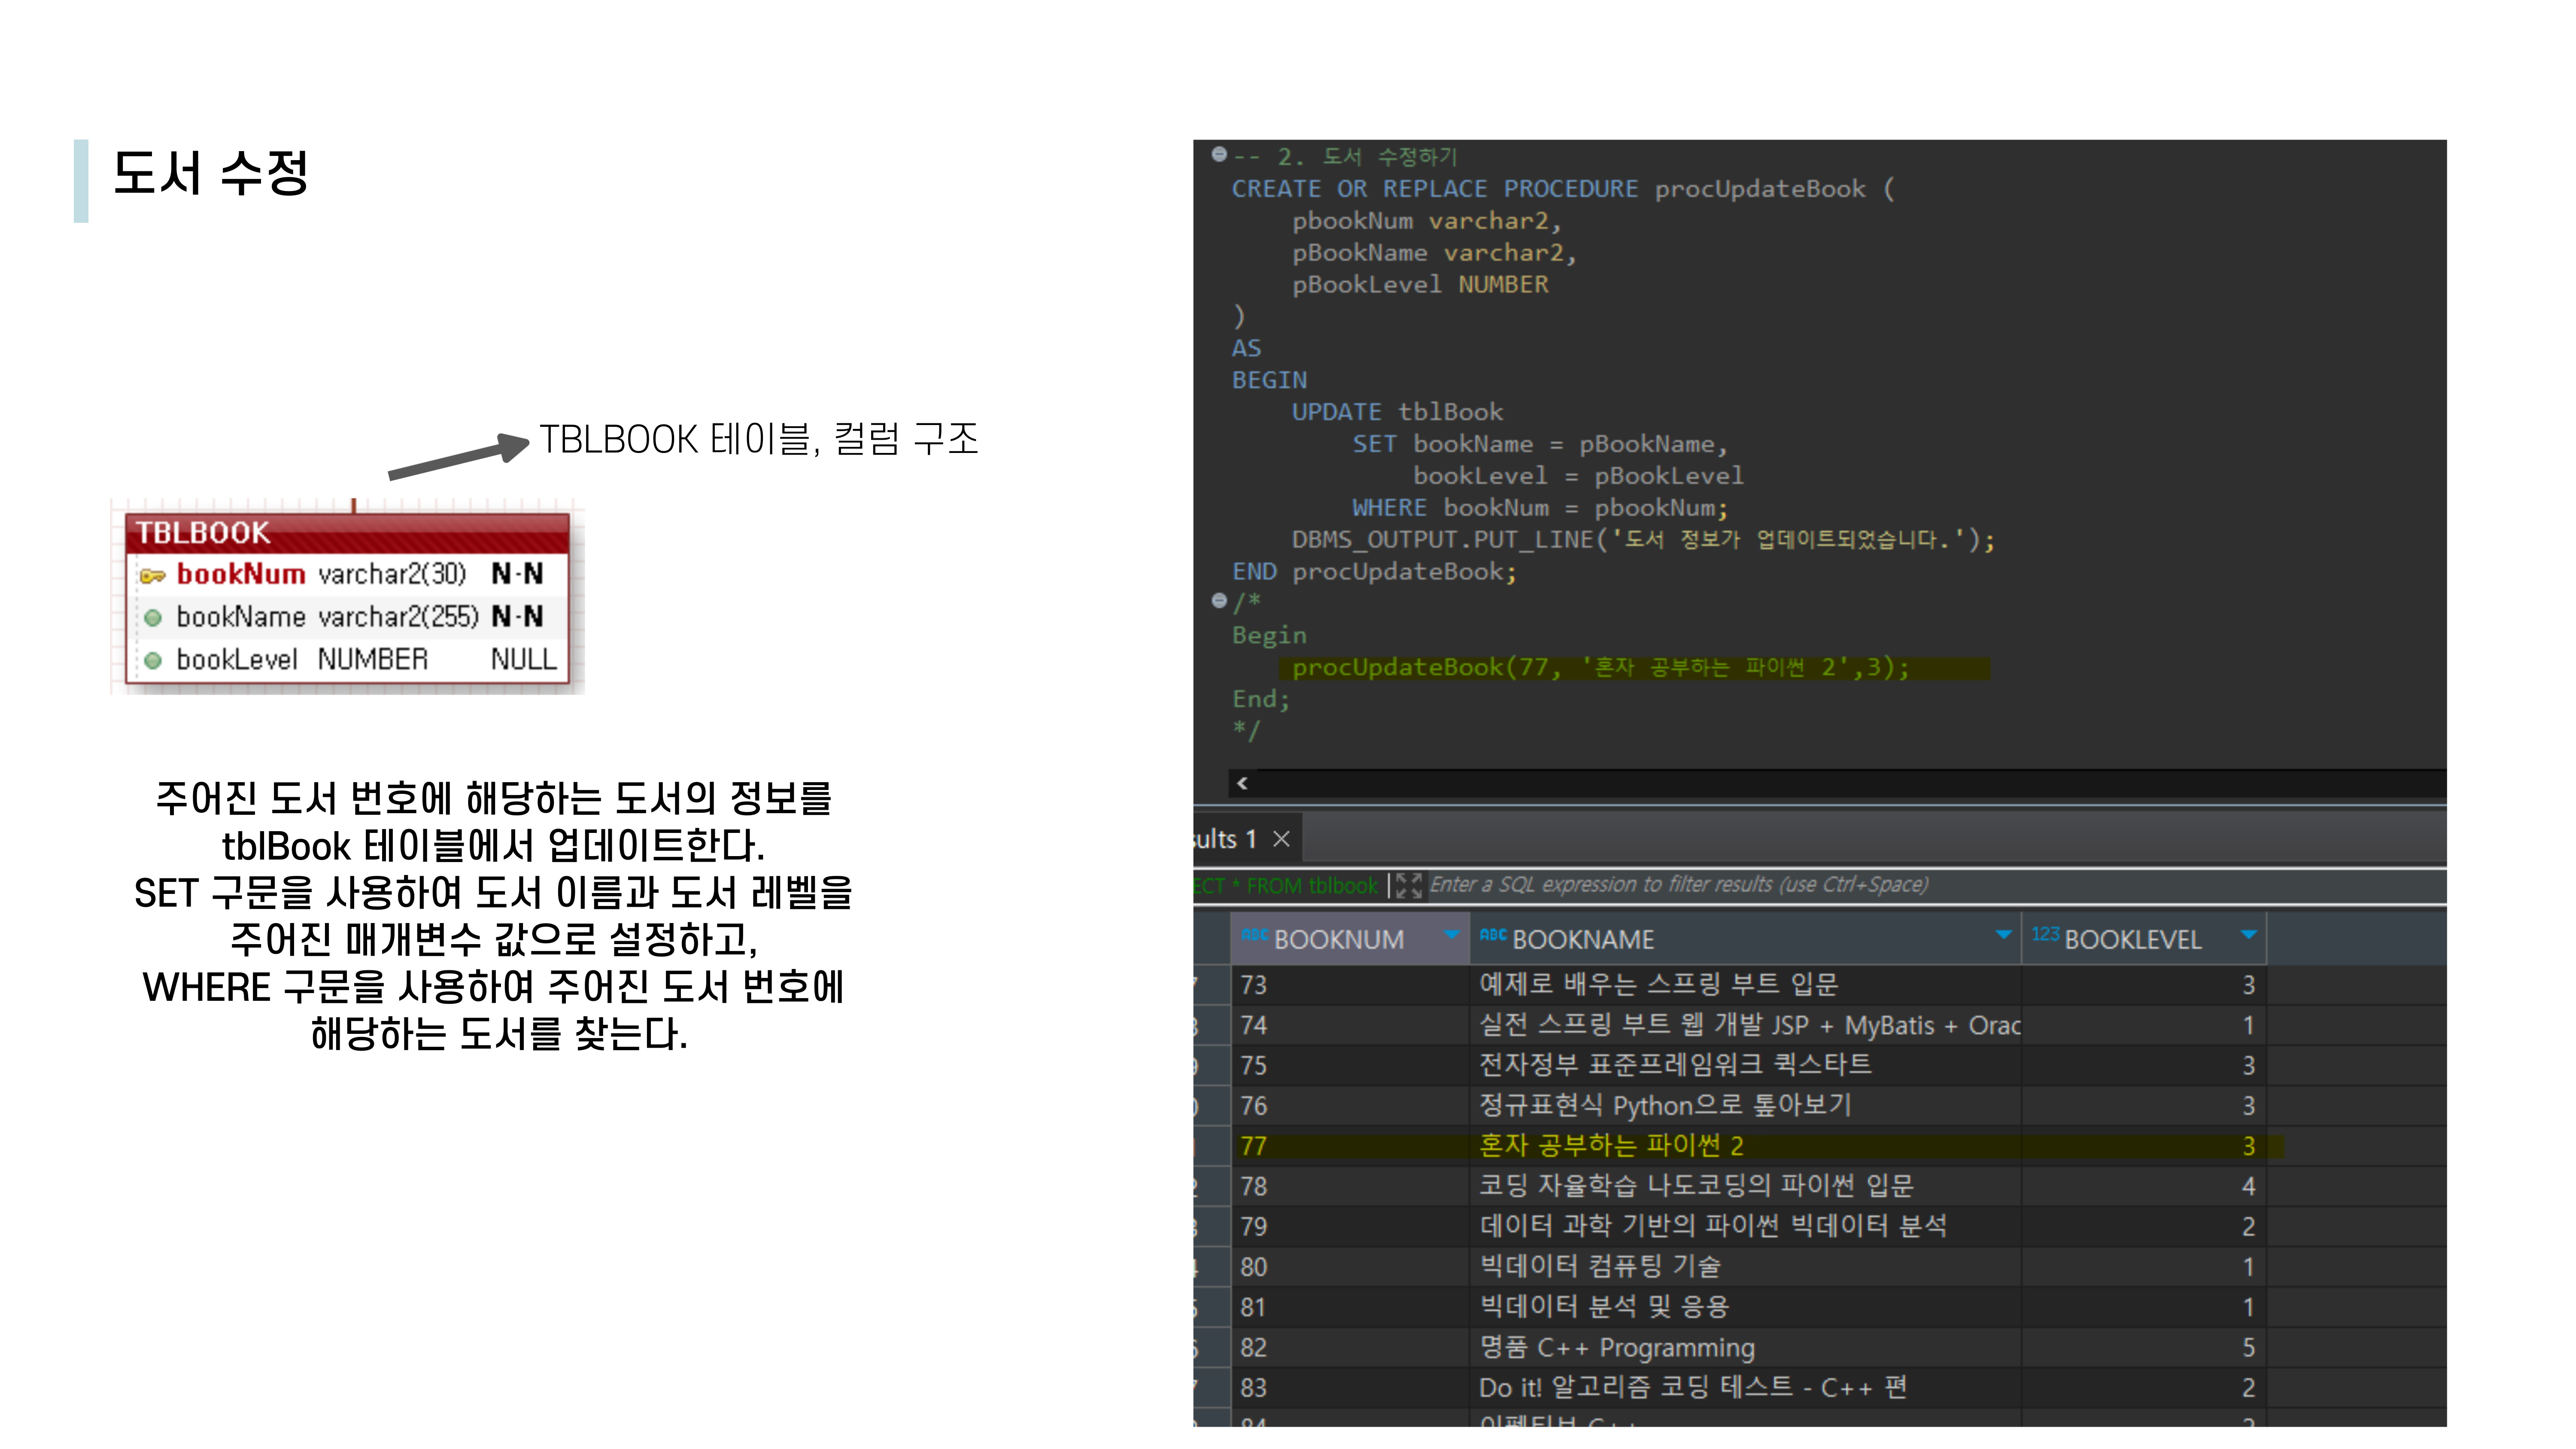 도서 수정
TBLBOOK 테이블, 컬럼 구조
TBLBOOK
bookNum varchar2(30) N-N
bookName varchar2(255) N-N
bookLevel NUMBER NULL
주어진 도서 번호에 해당하는 도서의 정보를
tblBook 테이블에서 업데이트한다.
SET 구문을 사용하여 도서 이름과 도서 레벨을
주어진 매개변수 값으로 설정하고,
WHERE 구문을 사용하여 주어진 도서 번호에
해당하는 도서를 찾는다.
-- 2. 도서 수정하기
CREATE OR REPLACE PROCEDURE procUpdateBook (
pbookNum varchar2,
pBookName varchar2,
pBookLevel NUMBER
)
AS
BEGIN
UPDATE tblBook
SET bookName = pBookName,
bookLevel = pBookLevel
WHERE bookNum = pbookNum;
DBMS_OUTPUT.PUT_LINE('도서 정보가 업데이트되었습니다.');
END procUpdateBook;
/*
Begin
procUpdateBook(77, '혼자 공부하는 파이썬 2',3);
End;
*/
ults 1
ECT * FROM tblbook Enter a SQL expression to filter results (use Ctrl+Space)
ABC BOOKNUM ABC BOOKNAME 123 BOOKLEVEL
73 예제로 배우는 스프링 부트 입문 3
74 실전 스프링 부트 웹 개발 JSP + MyBatis + Orac 1
75 전자정부 표준프레임워크 퀵스타트 3
76 정규표현식 Python으로 톺아보기 3
77 혼자 공부하는 파이썬 2 3
78 코딩 자율학습 나도코딩의 파이썬 입문 4
79 데이터 과학 기반의 파이썬 빅데이터 분석 2
80 빅데이터 컴퓨팅 기술 1
81 빅데이터 분석 및 응용 1
82 명품 C++ Programming 5
83 Do it! 알고리즘 코딩 테스트 - C++ 편 2